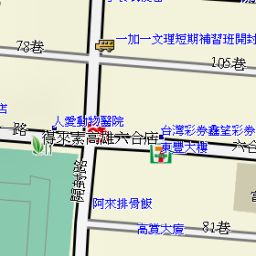 一加一文理短期補習班開封
78巷
105巷
店
人愛動物醫院
台灣彩券鑫望彩券
路
得來素高雄六合店
六合
東豐大樓
阿來排骨飯
高賓大廈
81巷